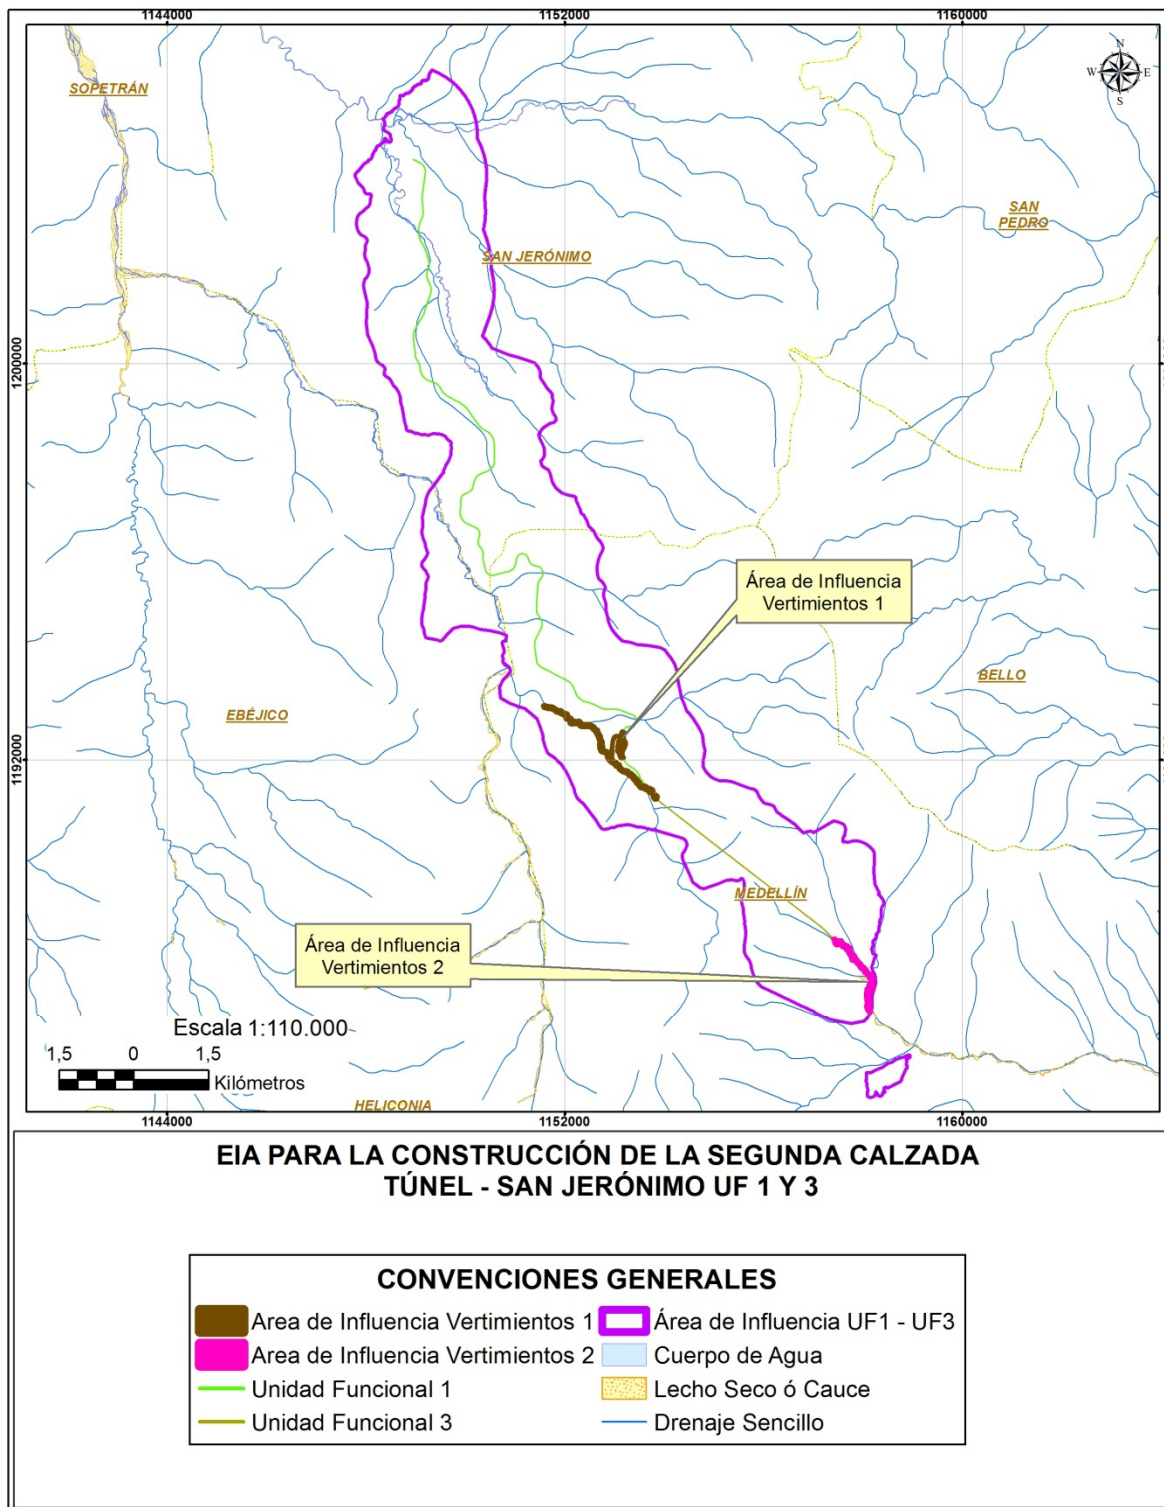 1144000
1152000
1160000
N
W
E
S
SOPETRÁN
SAN
PEDRO
SAN JERÓNIMO
1200000
Área de Influencia
Vertimientos 1
BELLO
EBÉJICO
1192000
MEDELLÍN
Área de Influencia
Vertimientos 2
Escala 1:110.000
1,5
0
1,5
Kilómetros
HELICONIA
1144000
1152000
1160000
EIA PARA LA CONSTRUCCIÓN DE LA SEGUNDA CALZADA
TÚNEL - SAN JERÓNIMO UF 1 Y 3
CONVENCIONES GENERALES
Area de Influencia Vertimientos 1
Área de Influencia UF1 - UF3
Area de Influencia Vertimientos 2
Cuerpo de Agua
Unidad Funcional 1
Lecho Seco ó Cauce
Unidad Funcional 3
Drenaje Sencillo